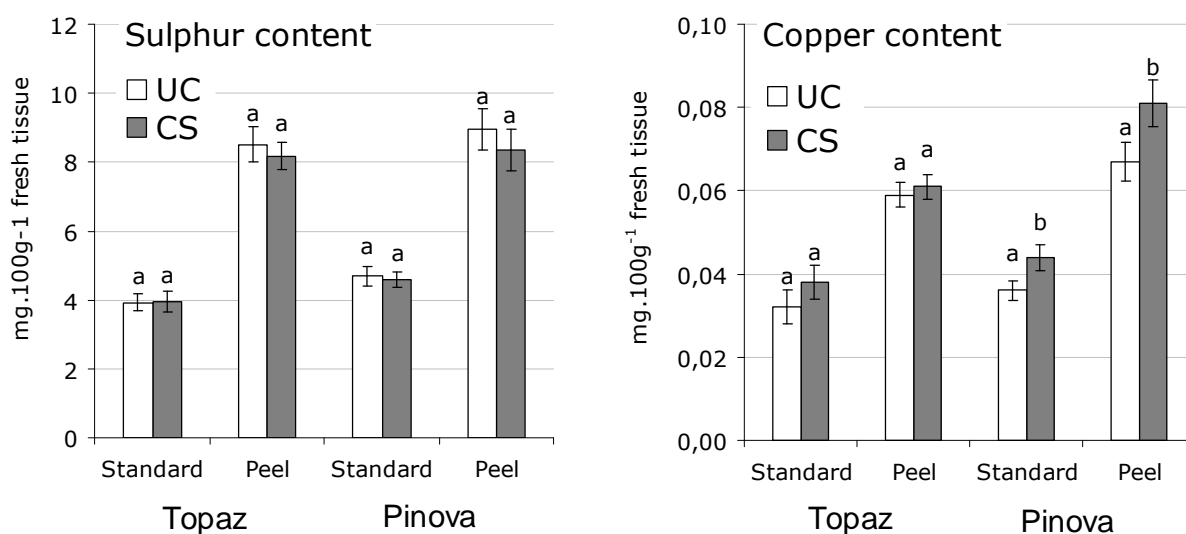 Sulphur content
UC
CS
mg.100g-1 fresh tissue
12
10
8
6
4
2
0
a a a a a a a a
Standard Peel Standard Peel
Topaz Pinova
Copper content
UC
CS
mg.100g⁻¹ fresh tissue
0,10
0,08
0,06
0,04
0,02
0,00
a a a a a b a b
Standard Peel Standard Peel
Topaz Pinova